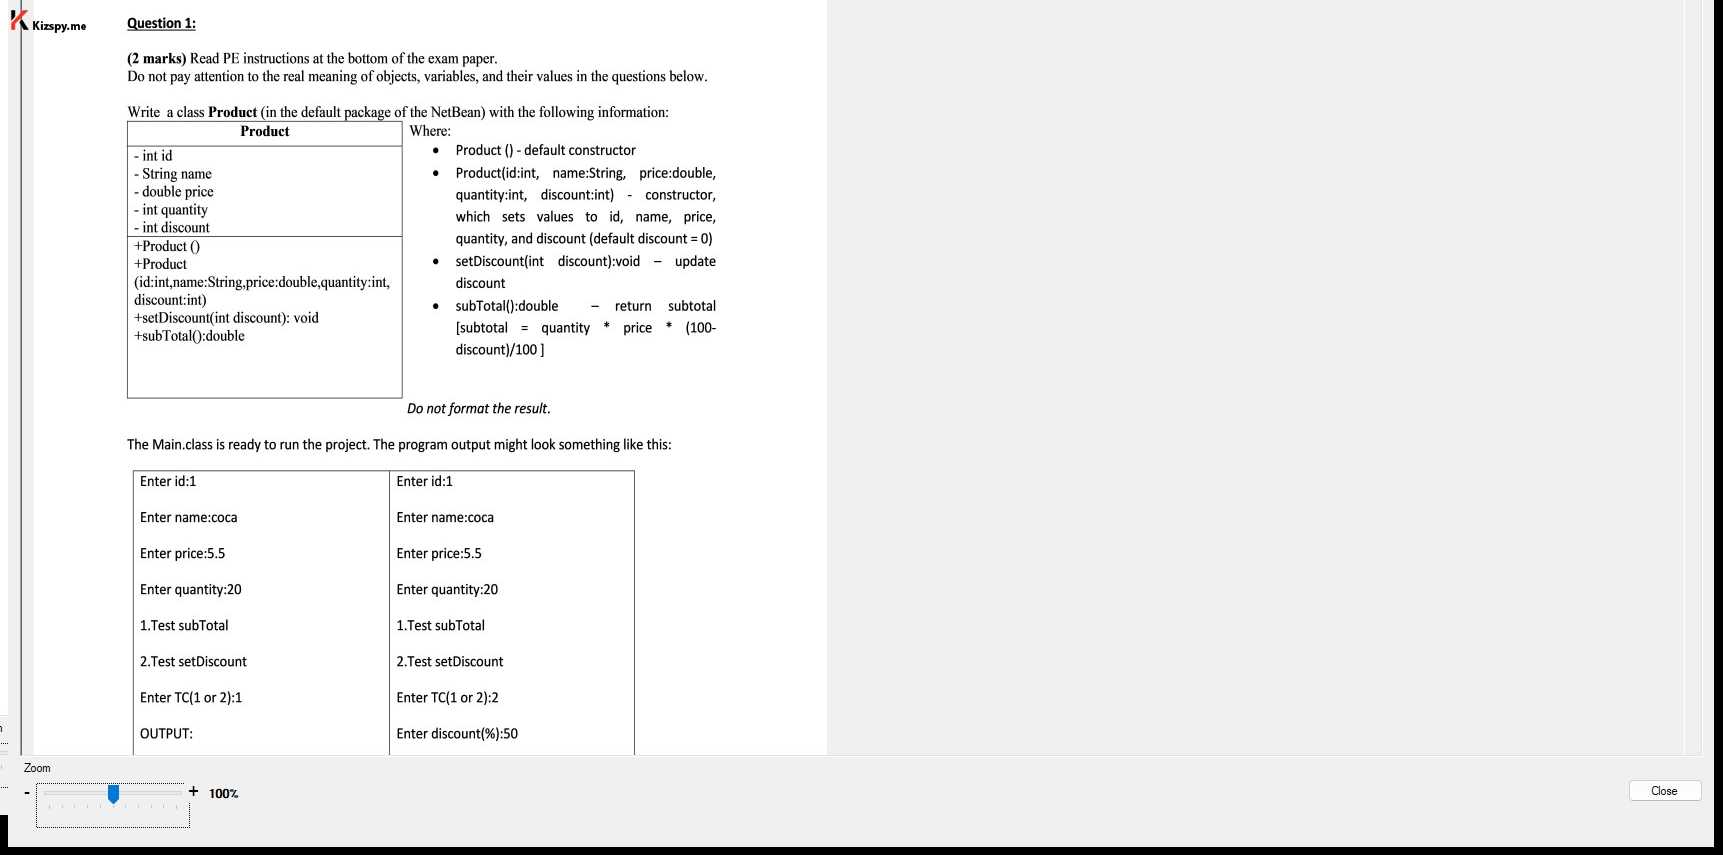 Kizspy.me
Question 1:
(2 marks) Read PE instructions at the bottom of the exam paper.
Do not pay attention to the real meaning of objects, variables, and their values in the questions below.
Write a class Product (in the default package of the NetBean) with the following information:
Product
- int id
- String name
- double price
- int quantity
- int discount
+Product ()
+Product
(id:int,name:String,price:double,quantity:int,
discount:int)
+setDiscount(int discount): void
+subTotal():double
Where:
• Product () - default constructor
• Product(id:int, name:String, price:double,
quantity:int, discount:int) - constructor,
which sets values to id, name, price,
quantity, and discount (default discount = 0)
• setDiscount(int discount):void – update
discount
• subTotal():double – return subtotal
[subtotal = quantity * price * (100-
discount)/100 ]
Do not format the result.
The Main.class is ready to run the project. The program output might look something like this:
Enter id:1
Enter name:coca
Enter price:5.5
Enter quantity:20
1.Test subTotal
2.Test setDiscount
Enter TC(1 or 2):1
OUTPUT:
Enter id:1
Enter name:coca
Enter price:5.5
Enter quantity:20
1.Test subTotal
2.Test setDiscount
Enter TC(1 or 2):2
Enter discount(%):50
Zoom
- + 100%
Close